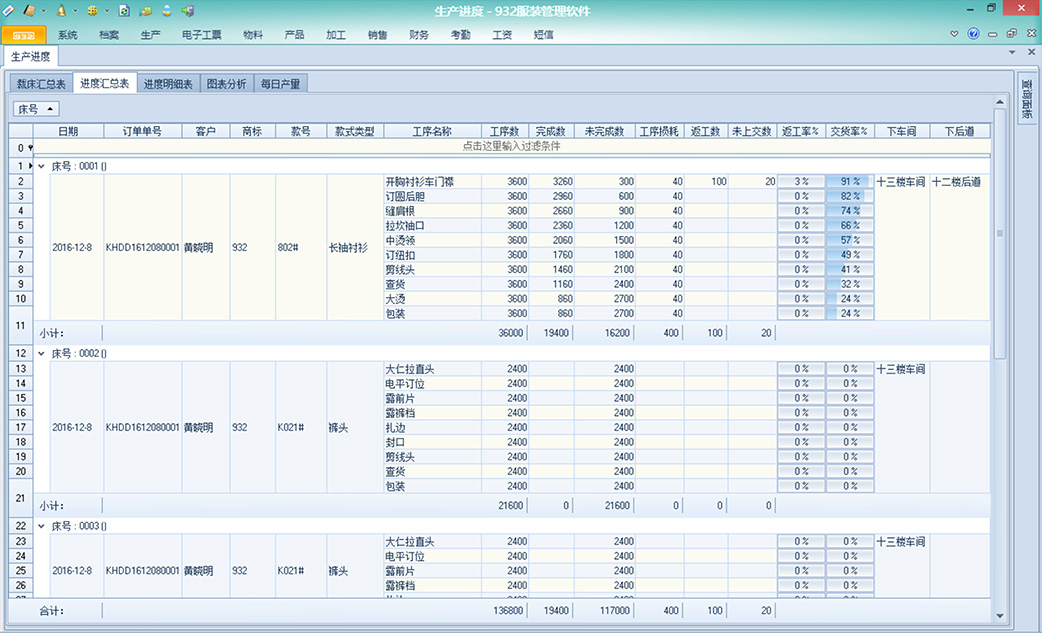 生产进度 - 932服装管理软件
932 系统 档案 生产 电子工票 物料 产品 加工 销售 财务 考勤 工资 短信
生产进度
裁床汇总表 进度汇总表 进度明细表 图表分析 每日产量
查询面板
床号
日期 订单单号 客户 商标 款号 款式类型 工序名称 工序数 完成数 未完成数 工序损耗 返工数 未上交数 返工率% 交货率% 下车间 下后道
0 点击这里输入过滤条件
1 床号 : 0001 ()
2 开胸衬衫车门襟 3600 3260 300 40 100 20 3 % 91 % 十三楼车间 十二楼后道
3 订圆后胆 3600 2960 600 40 0 % 82 %
4 缝肩根 3600 2660 900 40 0 % 74 %
5 拉坎袖口 3600 2360 1200 40 0 % 66 %
6 中烫领 3600 2060 1500 40 0 % 57 %
2016-12-8 KHDD1612080001 黄晓明 932 802# 长袖衬衫
7 订纽扣 3600 1760 1800 40 0 % 49 %
8 剪线头 3600 1460 2100 40 0 % 41 %
9 查货 3600 1160 2400 40 0 % 32 %
10 大烫 3600 860 2700 40 0 % 24 %
包装 3600 860 2700 40 0 % 24 %
11 小计: 36000 19400 16200 400 100 20
12 床号 : 0002 ()
13 大仁拉直头 2400 2400 0 % 0 % 十三楼车间
14 电平订位 2400 2400 0 % 0 %
15 露前片 2400 2400 0 % 0 %
16 露裤裆 2400 2400 0 % 0 %
17 2016-12-8 KHDD1612080001 黄晓明 932 K021# 裤头 扎边 2400 2400 0 % 0 %
18 封口 2400 2400 0 % 0 %
19 剪线头 2400 2400 0 % 0 %
20 查货 2400 2400 0 % 0 %
包装 2400 2400 0 % 0 %
21 小计: 21600 0 21600 0 0 0
22 床号 : 0003 ()
23 大仁拉直头 2400 2400 0 % 0 % 十三楼车间
24 电平订位 2400 2400 0 % 0 %
25 2016-12-8 KHDD1612080001 黄晓明 932 K021# 裤头 露前片 2400 2400 0 % 0 %
26 露裤裆 2400 2400 0 % 0 %
合计: 136800 19400 117000 400 100 20